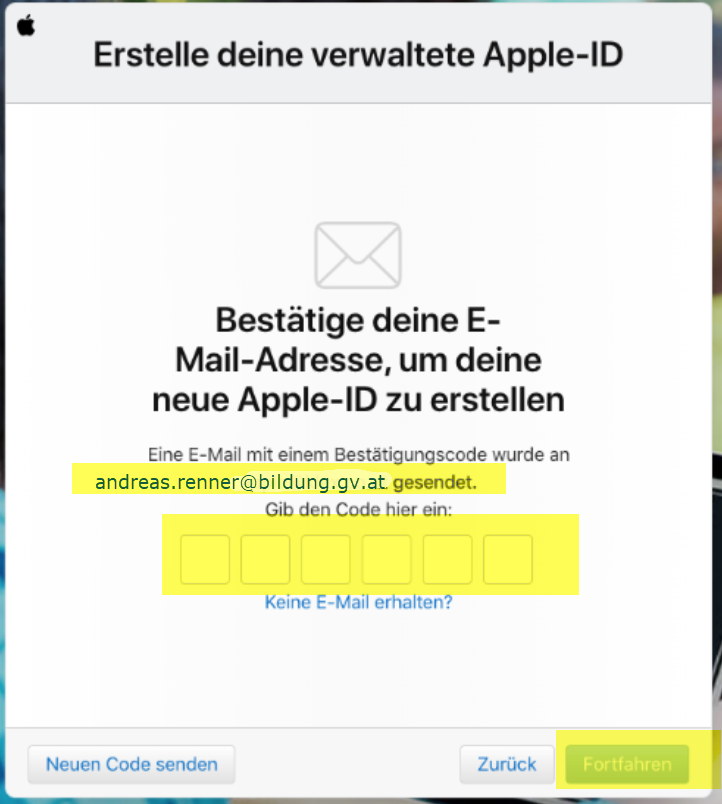 Erstelle deine verwaltete Apple-ID
Bestätige deine E-
Mail-Adresse, um deine
neue Apple-ID zu erstellen
Eine E-Mail mit einem Bestätigungscode wurde an
andreas.renner@bildung.gv.at gesendet.
Gib den Code hier ein:
Keine E-Mail erhalten?
Neuen Code senden
Zurück
Fortfahren